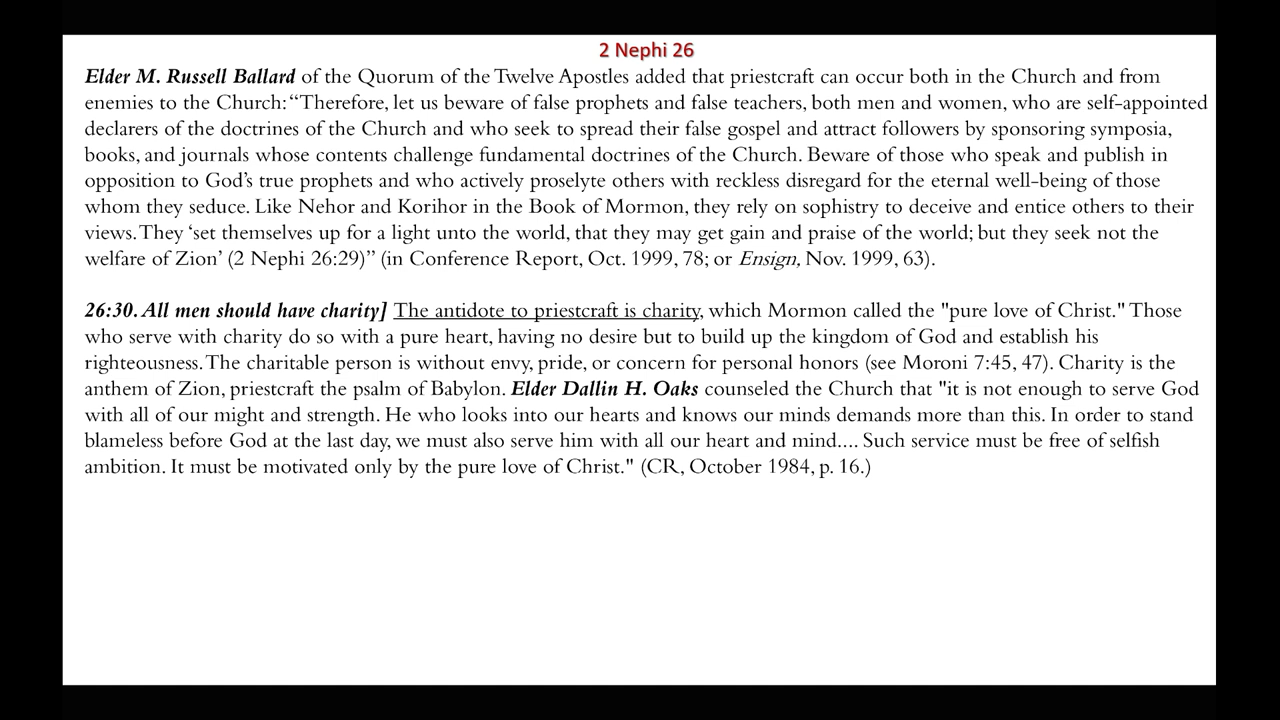 2 Nephi 26
Elder M. Russell Ballard of the Quorum of the Twelve Apostles added that priestcraft can occur both in the Church and from
enemies to the Church: “Therefore, let us beware of false prophets and false teachers, both men and women, who are self-appointed
declarers of the doctrines of the Church and who seek to spread their false gospel and attract followers by sponsoring symposia,
books, and journals whose contents challenge fundamental doctrines of the Church. Beware of those who speak and publish in
opposition to God’s true prophets and who actively proselyte others with reckless disregard for the eternal well-being of those
whom they seduce. Like Nehor and Korihor in the Book of Mormon, they rely on sophistry to deceive and entice others to their
views. They ‘set themselves up for a light unto the world, that they may get gain and praise of the world; but they seek not the
welfare of Zion’ (2 Nephi 26:29)” (in Conference Report, Oct. 1999, 78; or Ensign, Nov. 1999, 63).
26:30. All men should have charity] The antidote to priestcraft is charity, which Mormon called the "pure love of Christ." Those
who serve with charity do so with a pure heart, having no desire but to build up the kingdom of God and establish his
righteousness. The charitable person is without envy, pride, or concern for personal honors (see Moroni 7:45, 47). Charity is the
anthem of Zion, priestcraft the psalm of Babylon. Elder Dallin H. Oaks counseled the Church that "it is not enough to serve God
with all of our might and strength. He who looks into our hearts and knows our minds demands more than this. In order to stand
blameless before God at the last day, we must also serve him with all our heart and mind.... Such service must be free of selfish
ambition. It must be motivated only by the pure love of Christ." (CR, October 1984, p. 16.)